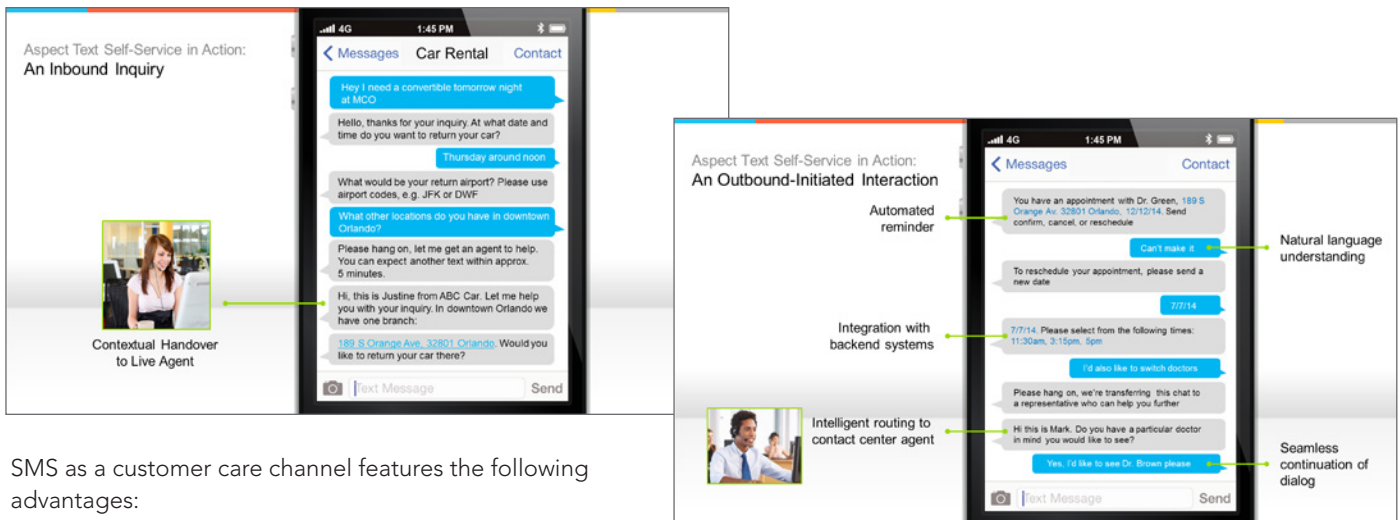 Aspect Text Self-Service in Action:
An Inbound Inquiry
4G 1:45 PM
Messages Car Rental Contact
Hey I need a convertible tomorrow night
at MCO
Hello, thanks for your inquiry. At what date and
time do you want to return your car?
Thursday around noon
What would be your return airport? Please use
airport codes, e.g. JFK or DWF
What other locations do you have in downtown
Orlando?
Please hang on, let me get an agent to help.
You can expect another text within approx.
5 minutes.
Hi, this is Justine from ABC Car. Let me help
you with your inquiry. In downtown Orlando we
have one branch:
189 S Orange Ave, 32801 Orlando. Would you
like to return your car there?
Text Message Send
Contextual Handover
to Live Agent
Aspect Text Self-Service in Action:
An Outbound-Initiated Interaction
4G 1:45 PM
Messages Contact
Automated
reminder
You have an appointment with Dr. Green, 189 S
Orange Av. 32801 Orlando, 12/12/14. Send
confirm, cancel, or reschedule
Can't make it
Natural language
understanding
To reschedule your appointment, please send a
new date
7/7/14
Integration with
backend systems
7/7/14. Please select from the following times:
11:30am, 3:15pm, 5pm
I'd also like to switch doctors
Please hang on, we're transferring this chat to
a representative who can help you further
Intelligent routing to
contact center agent
Hi this is Mark. Do you have a particular doctor
in mind you would like to see?
Yes, I'd like to see Dr. Brown please
Seamless
continuation of
dialog
Text Message Send
SMS as a customer care channel features the following
advantages: